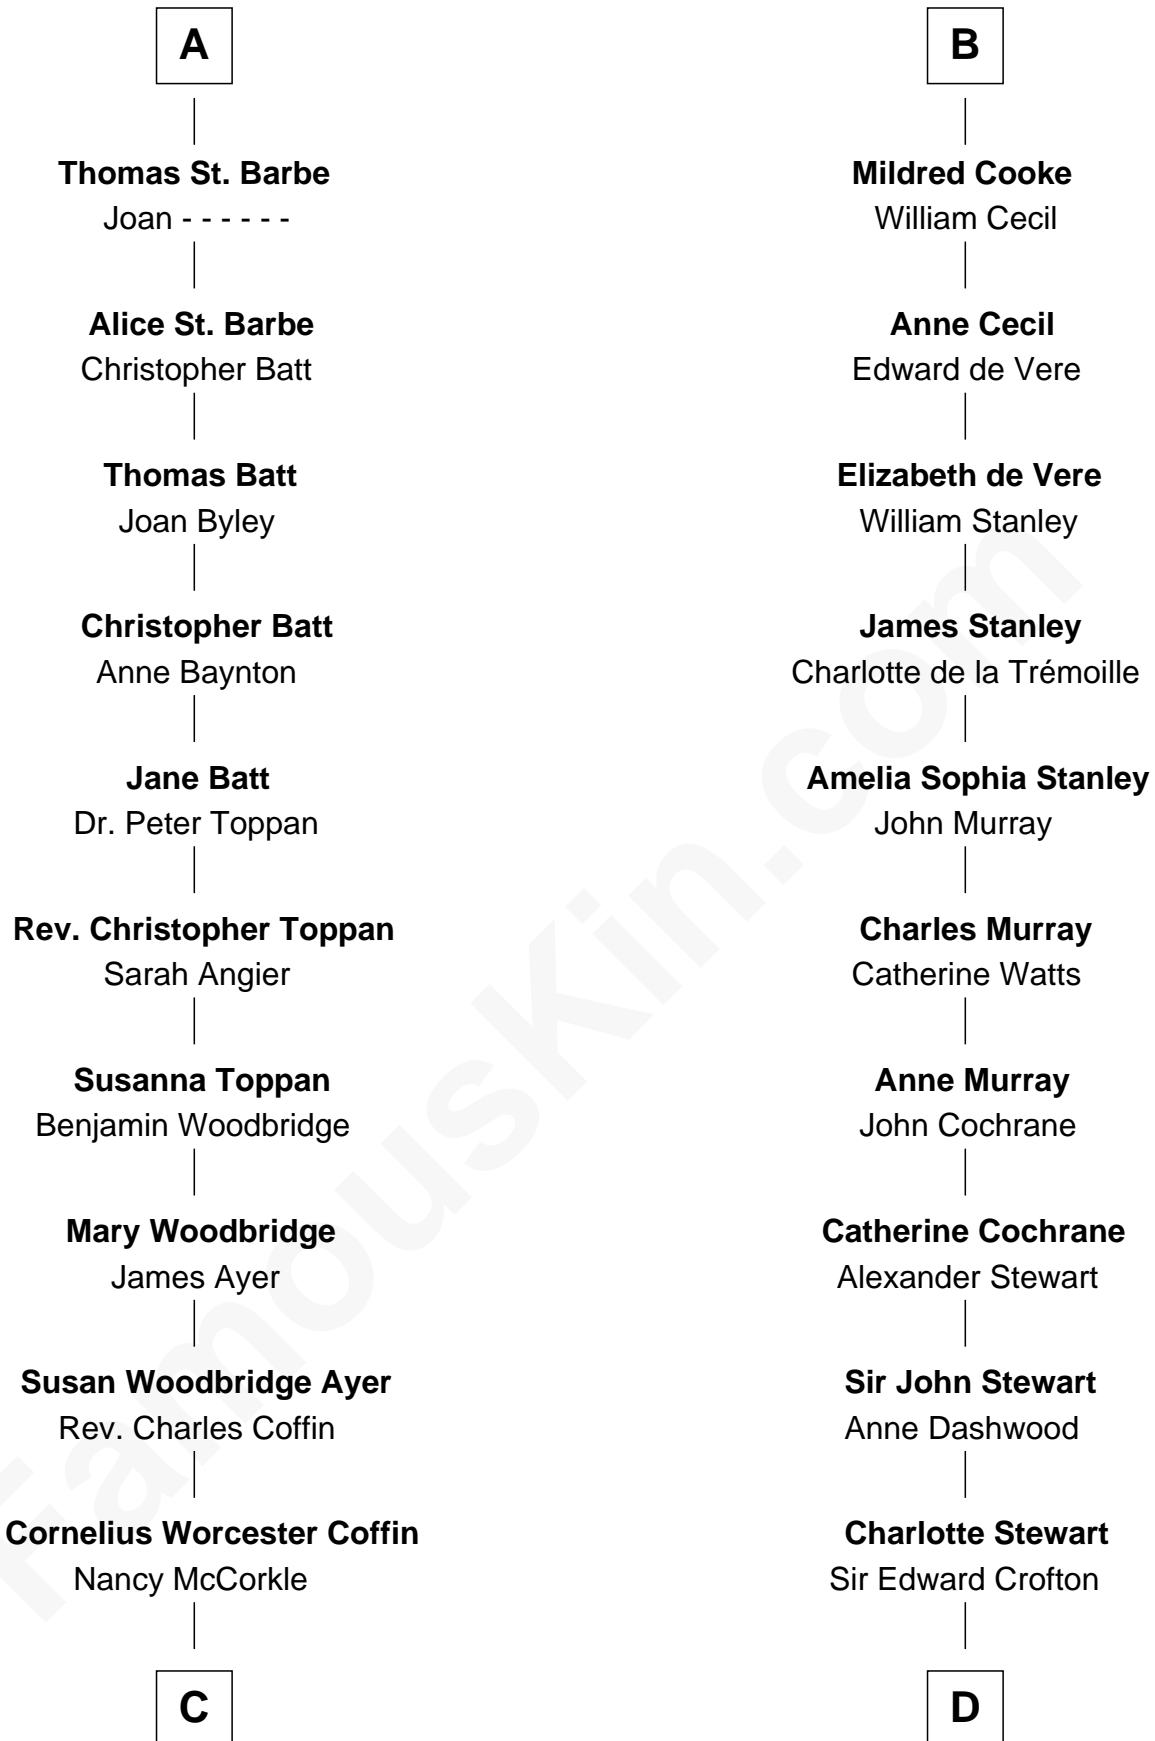 A
Thomas St. Barbe
Joan - - - - - -
Alice St. Barbe
Christopher Batt
Thomas Batt
Joan Byley
Christopher Batt
Anne Baynton
Jane Batt
Dr. Peter Toppan
Rev. Christopher Toppan
Sarah Angier
Susanna Toppan
Benjamin Woodbridge
Mary Woodbridge
James Ayer
Susan Woodbridge Ayer
Rev. Charles Coffin
Cornelius Worcester Coffin
Nancy McCorkle
C
B
Mildred Cooke
William Cecil
Anne Cecil
Edward de Vere
Elizabeth de Vere
William Stanley
James Stanley
Charlotte de la Trémoille
Amelia Sophia Stanley
John Murray
Charles Murray
Catherine Watts
Anne Murray
John Cochrane
Catherine Cochrane
Alexander Stewart
Sir John Stewart
Anne Dashwood
Charlotte Stewart
Sir Edward Crofton
D
FamousKin.com